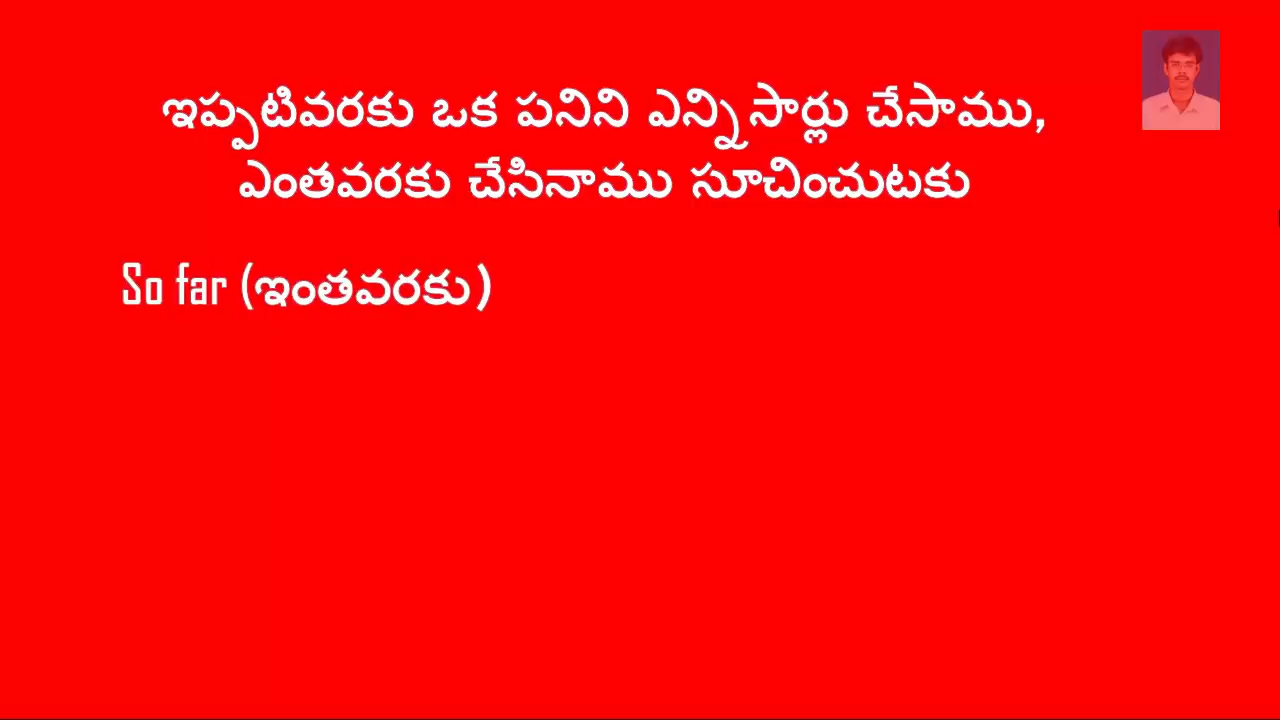 ఇప్పటివరకు ఒక పనిని ఎన్నిసార్లు చేసాము,
ఎంతవరకు చేసినాము సూచించుటకు
So far (ఇంతవరకు)